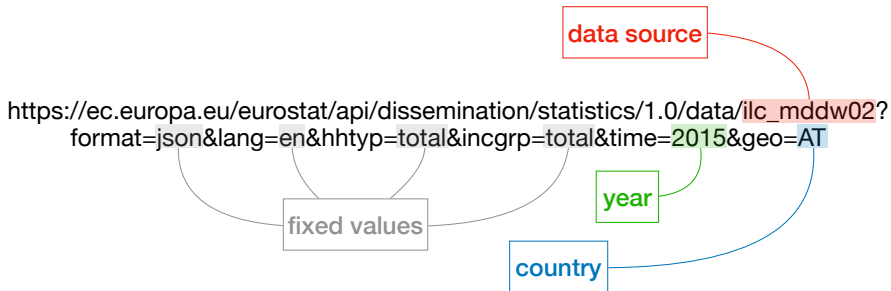 data source
https://ec.europa.eu/eurostat/api/dissemination/statistics/1.0/data/ilc_mddw02?
format=json&lang=en&hhtyp=total&incgrp=total&time=2015&geo=AT
year
fixed values
country